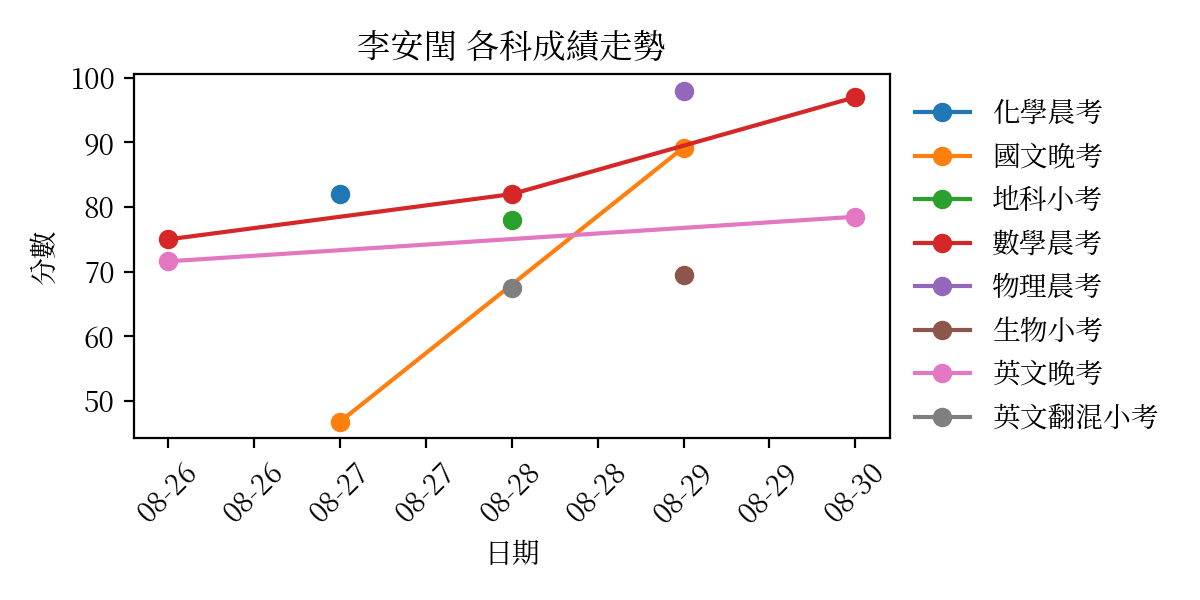 李安閏 各科成績走勢
分數
100
90
80
70
60
50
08-26
08-26
08-27
08-27
08-28
08-28
08-29
08-29
08-30
日期
化學晨考
國文晚考
地科小考
數學晨考
物理晨考
生物小考
英文晚考
英文翻混小考